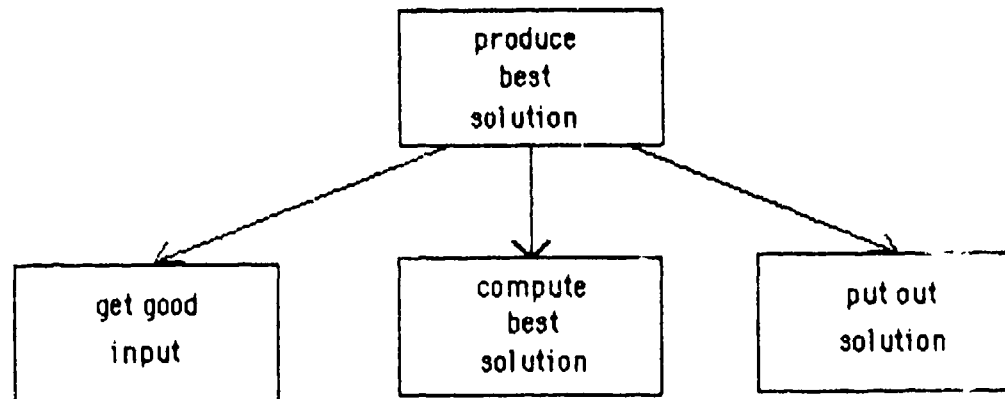 produce
best
solution
get good
input
compute
best
solution
put out
solution